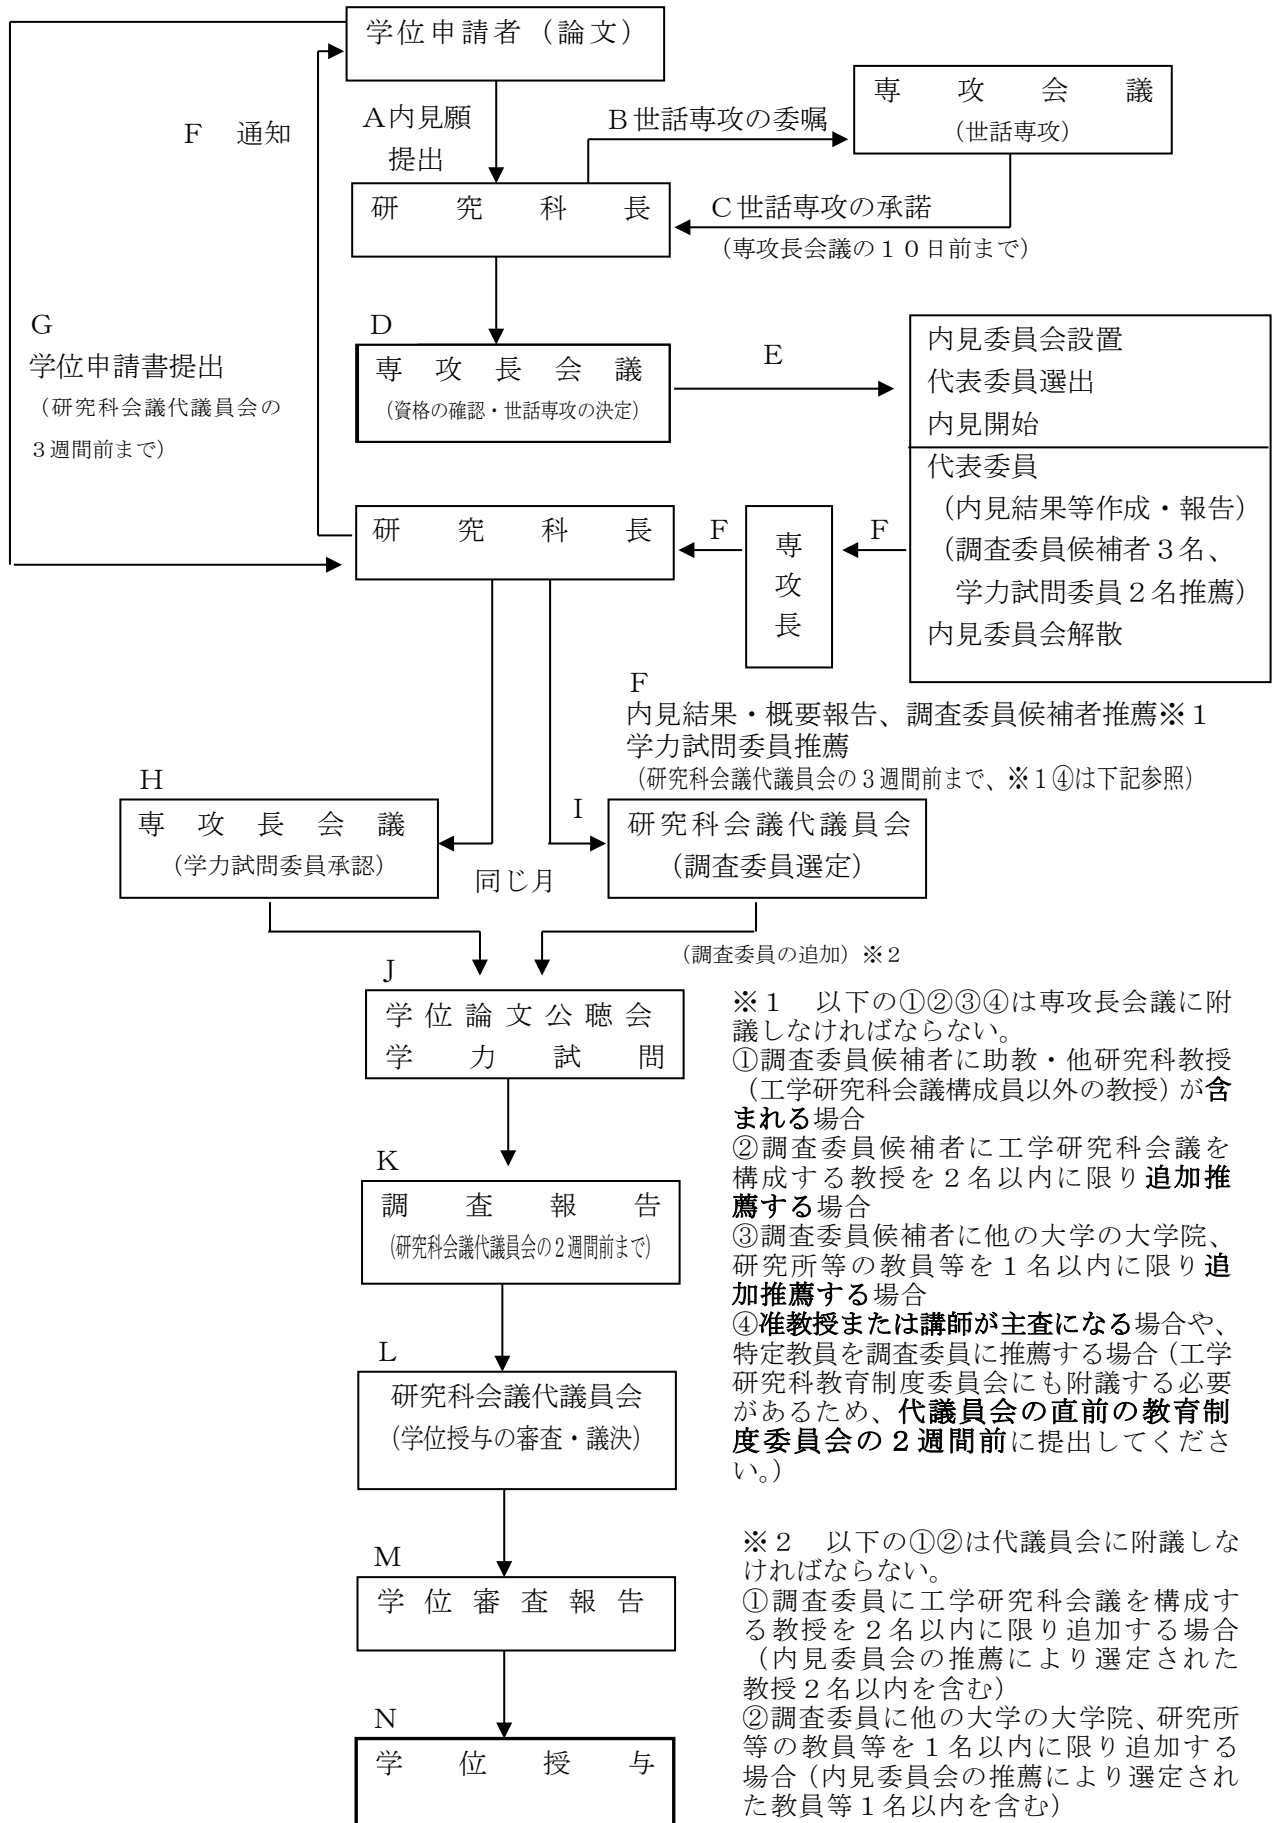 学位申請者（論文）
F　通知
A内見願
提出
B世話専攻の委嘱
専攻会議
（世話専攻）
研究科長
C世話専攻の承諾
（専攻長会議の１０日前まで）
G
学位申請書提出
（研究科会議代議員会の
３週間前まで）
D
専攻長会議
（資格の確認・世話専攻の決定）
E
内見委員会設置
代表委員選出
内見開始
代表委員
（内見結果等作成・報告）
（調査委員候補者３名、
学力試問委員２名推薦）
内見委員会解散
研究科長
F
専攻長
F
F
内見結果・概要報告、調査委員候補者推薦※１
学力試問委員推薦
（研究科会議代議員会の３週間前まで、※１④は下記参照）
H
専攻長会議
（学力試問委員承認）
同じ月
I
研究科会議代議員会
（調査委員選定）
（調査委員の追加）※２
J
学位論文公聴会
学力試問
K
調査報告
（研究科会議代議員会の２週間前まで）
L
研究科会議代議員会
（学位授与の審査・議決）
M
学位審査報告
N
学位授与
※１　以下の①②③④は専攻長会議に附
議しなければならない。
①調査委員候補者に助教・他研究科教授
（工学研究科会議構成員以外の教授）が含
まれる場合
②調査委員候補者に工学研究科会議を
構成する教授を２名以内に限り追加推
薦する場合
③調査委員候補者に他の大学の大学院、
研究所等の教員等を１名以内に限り追
加推薦する場合
④准教授または講師が主査になる場合や、
特定教員を調査委員に推薦する場合（工学
研究科教育制度委員会にも附議する必要
があるため、代議員会の直前の教育制
度委員会の２週間前に提出してくださ
い。）
※２　以下の①②は代議員会に附議しな
ければならない。
①調査委員に工学研究科会議を構成す
る教授を２名以内に限り追加する場合
（内見委員会の推薦により選定された
教授２名以内を含む）
②調査委員に他の大学の大学院、研究所
等の教員等を１名以内に限り追加する
場合（内見委員会の推薦により選定され
た教員等１名以内を含む）